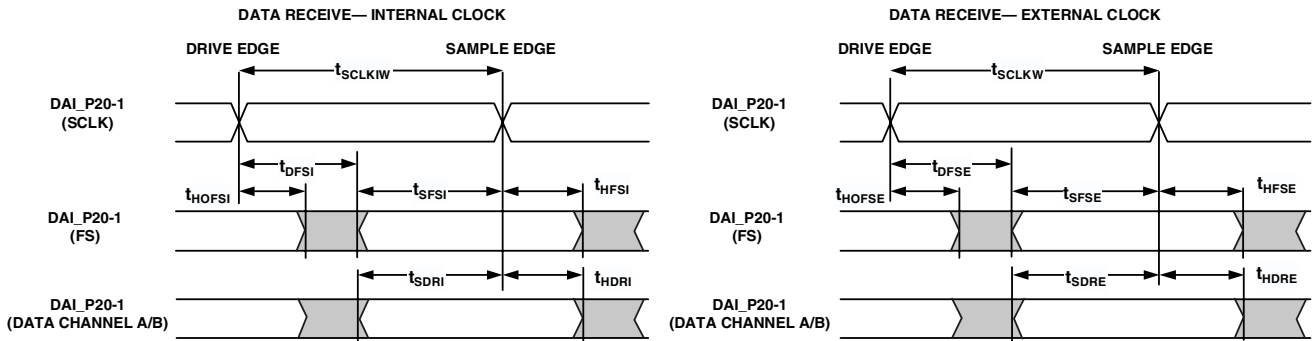 DATA RECEIVE— INTERNAL CLOCK
DRIVE EDGE
SAMPLE EDGE
tSCLKIW
DAI_P20-1
(SCLK)
tDFSI
tHOFSI
tSFSI
tHFSI
DAI_P20-1
(FS)
tSDRI
tHDRI
DAI_P20-1
(DATA CHANNEL A/B)
DATA RECEIVE— EXTERNAL CLOCK
DRIVE EDGE
SAMPLE EDGE
tSCLKW
DAI_P20-1
(SCLK)
tDFSE
tHOFSE
tSFSE
tHFSE
DAI_P20-1
(FS)
tSDRE
tHDRE
DAI_P20-1
(DATA CHANNEL A/B)